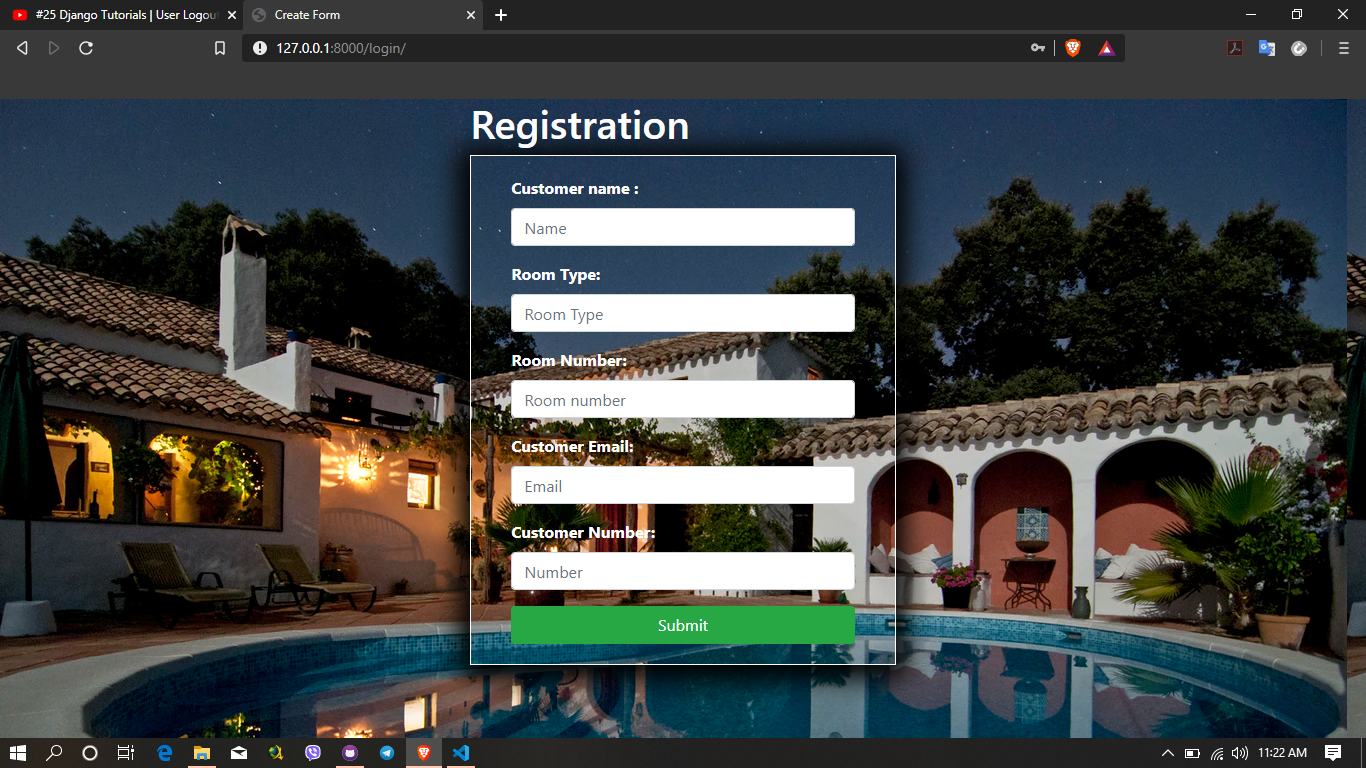 #25 Django Tutorials | User Logou
Create Form
127.0.0.1:8000/login/
Registration
Customer name :
Name
Room Type:
Room Type
Room Number:
Room number
Customer Email:
Email
Customer Number:
Number
Submit
11:22 AM